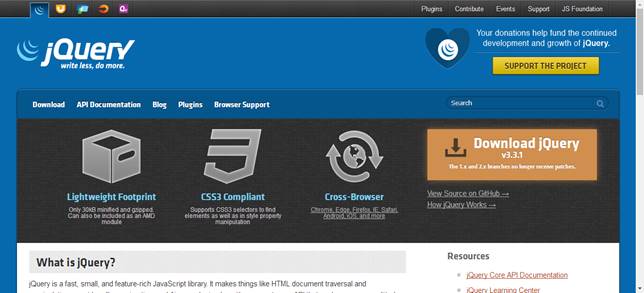 Plugins Contribute Events Support JS Foundation
jQuery
write less, do more.
Your donations help fund the continued
development and growth of jQuery.
SUPPORT THE PROJECT
Download API Documentation Blog Plugins Browser Support
Search
Lightweight Footprint
Only 30kB minified and gzipped.
Can also be included as an AMD
module
CSS3 Compliant
Supports CSS3 selectors to find
elements as well as in style property
manipulation
Cross-Browser
Chrome, Edge, Firefox, IE, Safari,
Android, iOS, and more
Download jQuery
v3.3.1
The 1.x and 2.x branches no longer receive patches.
View Source on GitHub →
How jQuery Works →
What is jQuery?
jQuery is a fast, small, and feature-rich JavaScript library. It makes things like HTML document traversal and
Resources
jQuery Core API Documentation
jQuery Learning Center